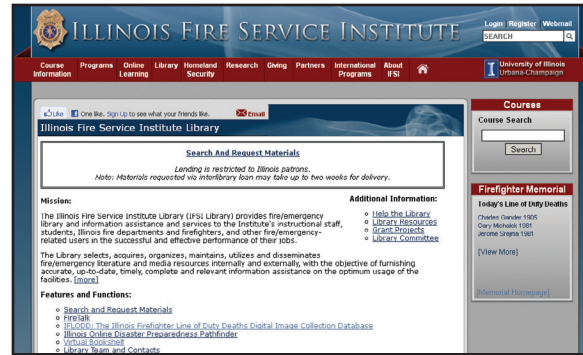 ILLINOIS FIRE SERVICE INSTITUTE
Login Register Webmail
SEARCH
Course Information
Programs
Online Learning
Library
Homeland Security
Research
Giving
Partners
International Programs
About IFSI
University of Illinois
Urbana-Champaign
Like
One like. Sign Up to see what your friends like.
Email
Illinois Fire Service Institute Library
Search And Request Materials
Lending is restricted to Illinois patrons.
Note: Materials requested via interlibrary loan may take up to two weeks for delivery.
Mission:
The Illinois Fire Service Institute Library (IFSI Library) provides fire/emergency
library and information assistance and services to the Institute's instructional staff,
students, Illinois fire departments and firefighters, and other fire/emergency-
related users in the successful and effective performance of their jobs.
The Library selects, acquires, organizes, maintains, utilizes and disseminates
fire/emergency literature and media resources internally and externally, with the objective of furnishing
accurate, up-to-date, timely, complete and relevant information assistance on the optimum usage of the
facilities. [more]
Additional Information:
Help the Library
Library Resources
Grant Projects
Library Committee
Features and Functions:
Search and Request Materials
FireTalk
IFLODD: The Illinois Firefighter Line of Duty Deaths Digital Image Collection Database
Illinois Online Disaster Preparedness Pathfinder
Virtual Bookshelf
Library Team and Contacts
Courses
Course Search
Search
Firefighter Memorial
Today's Line of Duty Deaths
Charles Gander 1905
Gary Michalek 1981
Jerome Srejma 1981
[View More]
[Memorial Homepage]